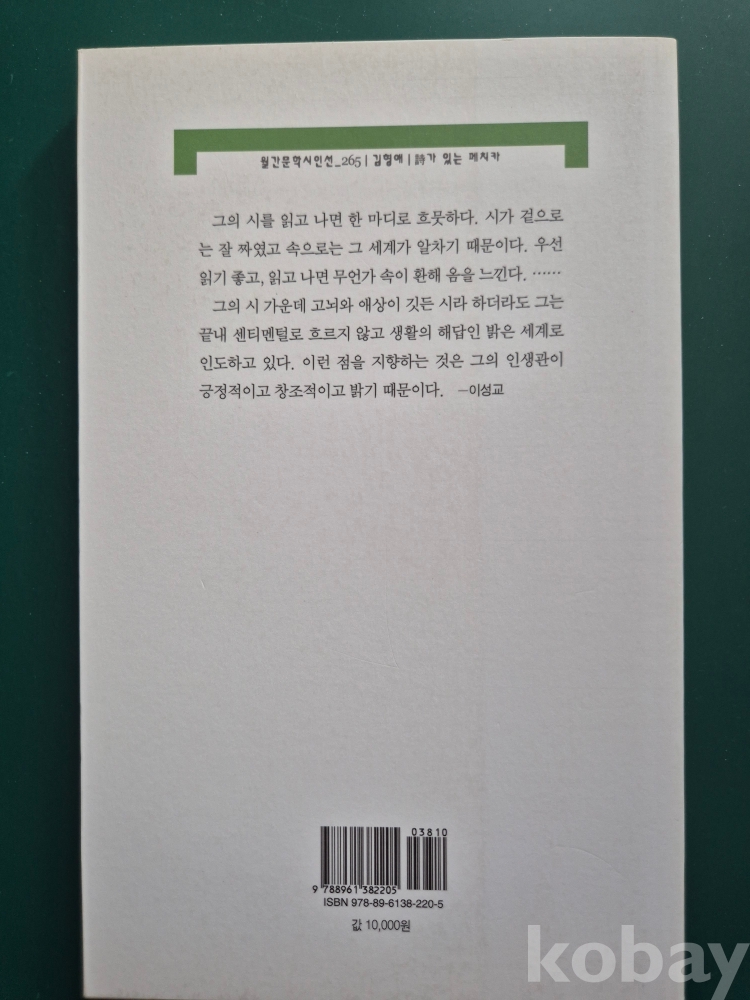 월간문학시인선_265 | 김형애 | 詩가 있는 페치카
그의 시를 읽고 나면 한 마디로 흐뭇하다. 시가 겉으로
는 잘 짜였고 속으로는 그 세계가 알차기 때문이다. 우선
읽기 좋고, 읽고 나면 무언가 속이 환해 옴을 느낀다. ……
그의 시 가운데 고뇌와 애상이 깃든 시라 하더라도 그는
끝내 센티멘털로 흐르지 않고 생활의 해답인 밝은 세계로
인도하고 있다. 이런 점을 지향하는 것은 그의 인생관이
긍정적이고 창조적이고 밝기 때문이다. —이성교
03810
9 788961 382205
ISBN 978-89-6138-220-5
값 10,000원
kobay